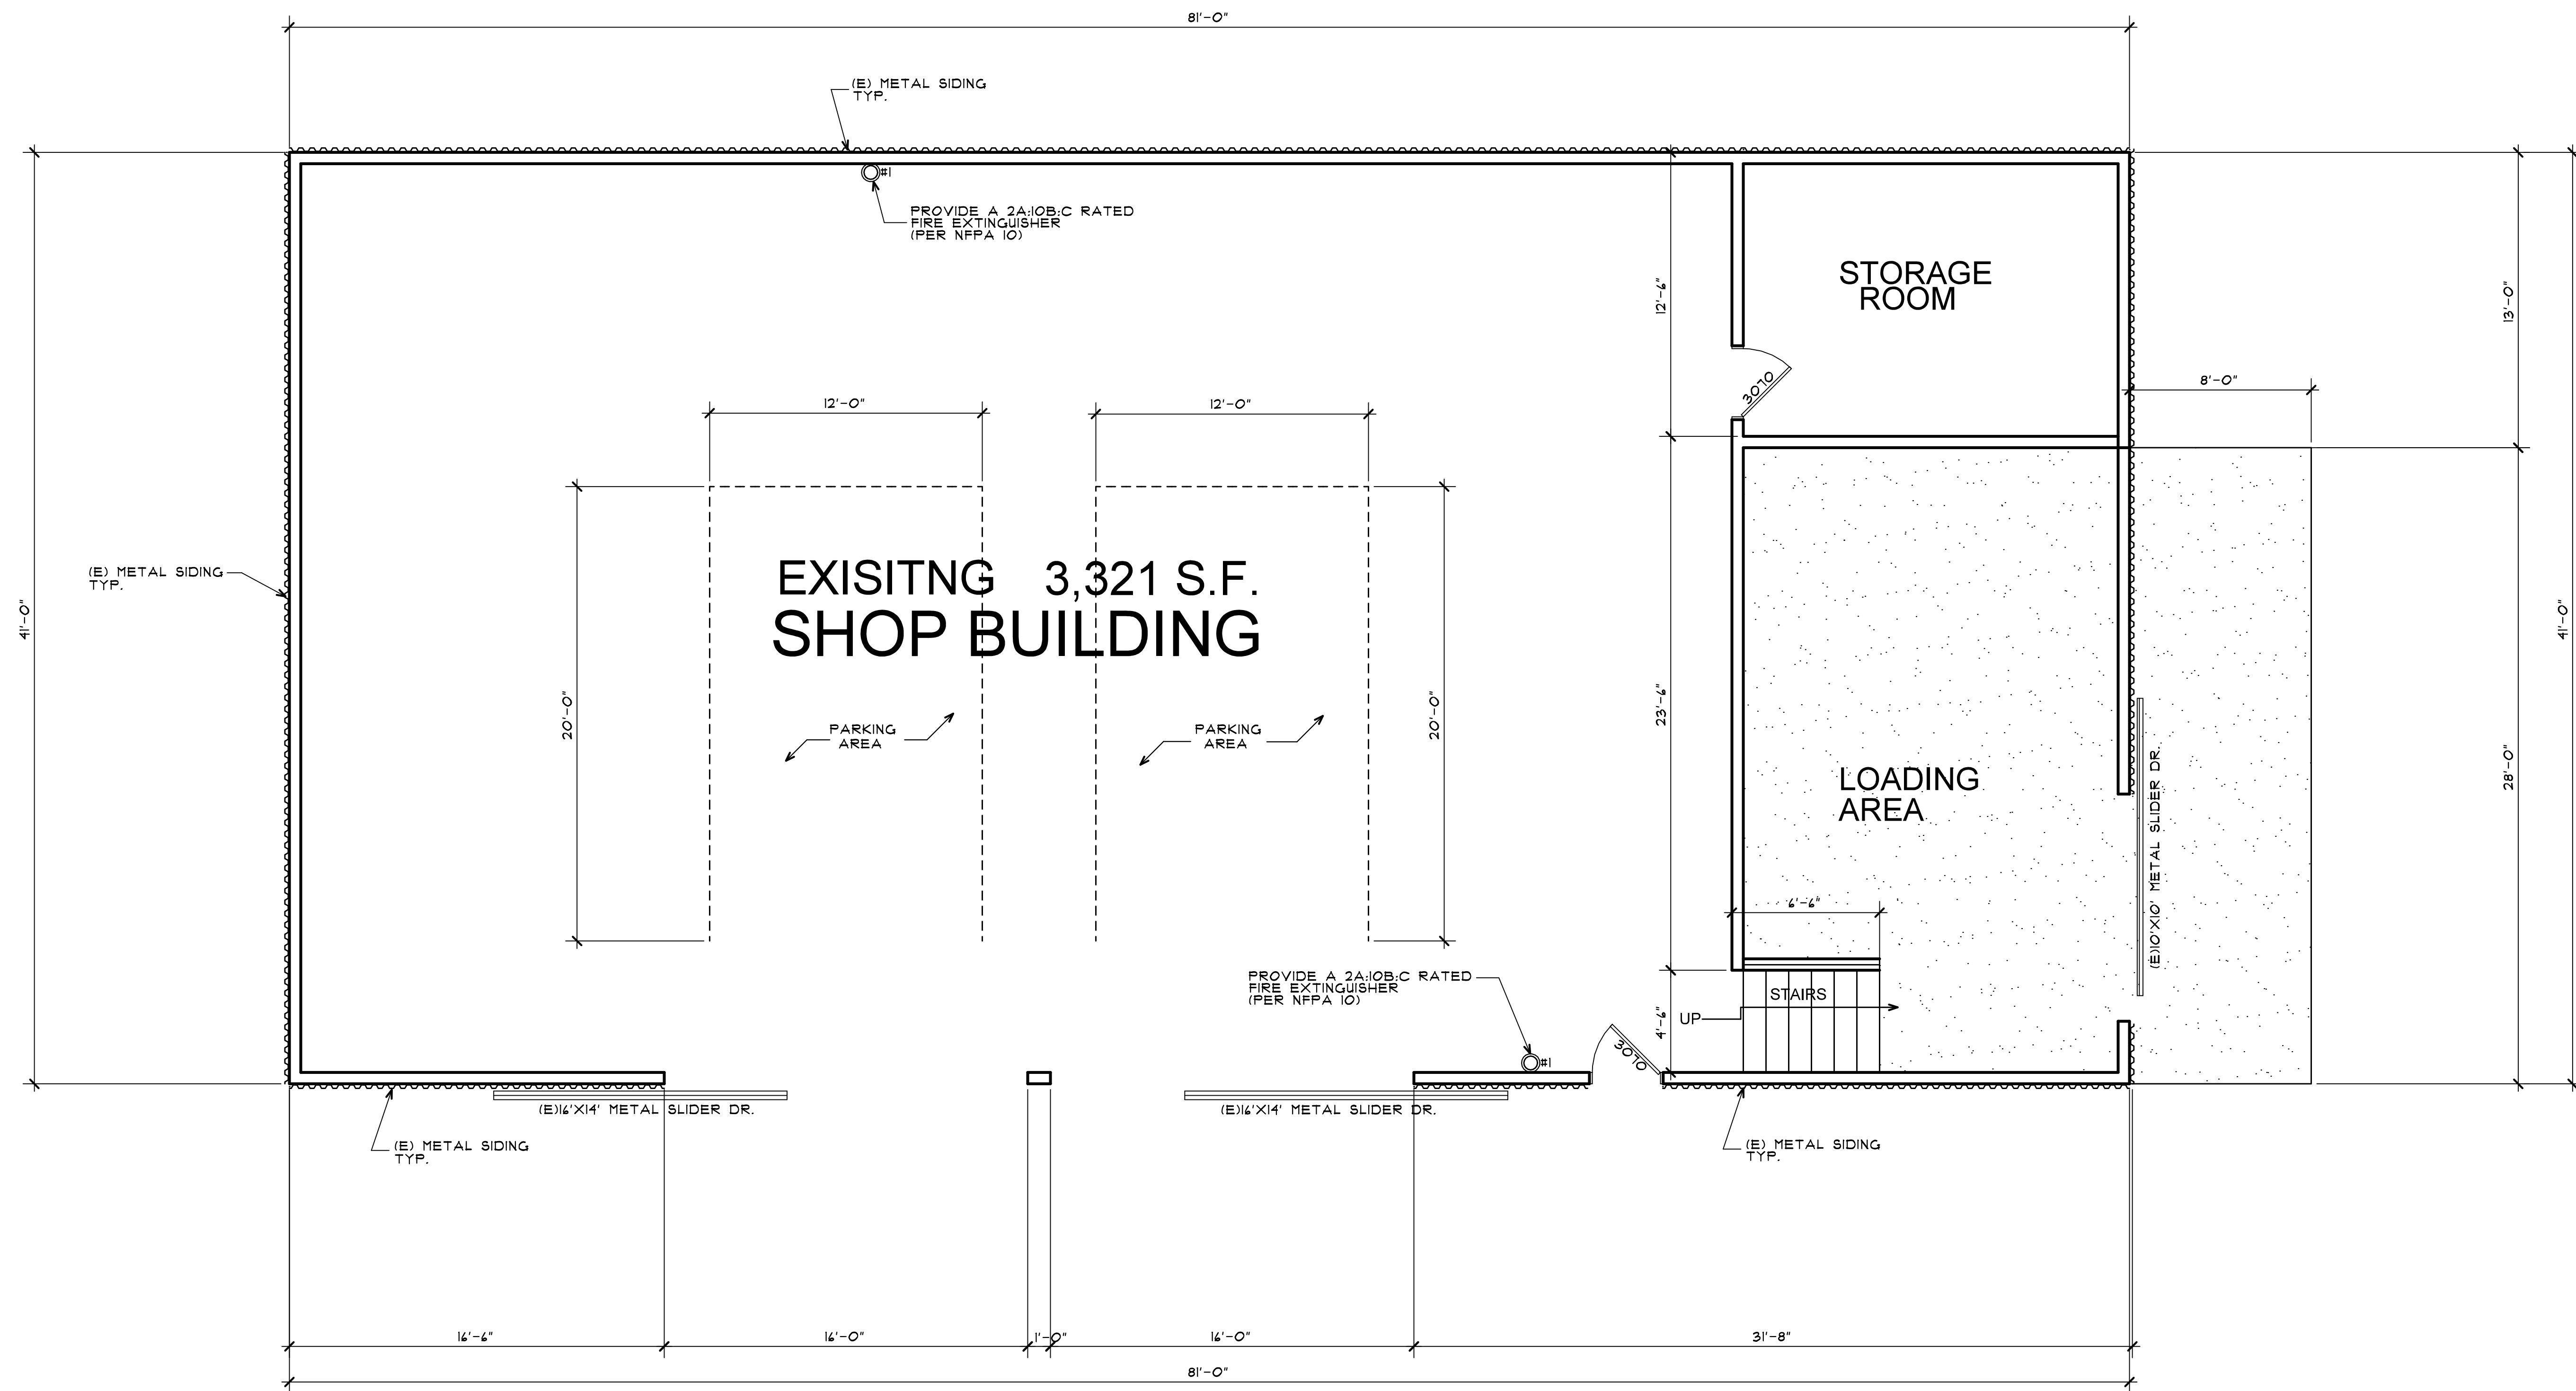 81'-0"
(E) METAL SIDING
TYP.
#1
PROVIDE A 2A:10B:C RATED
FIRE EXTINGUISHER
(PER NFPA 10)
STORAGE
ROOM
12'-6"
13'-0"
3070
8'-0"
12'-0"
12'-0"
EXISITNG 3,321 S.F.
SHOP BUILDING
(E) METAL SIDING
TYP.
41'-0"
41'-0"
20'-0"
20'-0"
23'-6"
28'-0"
PARKING
AREA
PARKING
AREA
LOADING
AREA
(E)10'X10' METAL SLIDER DR.
6'-6"
PROVIDE A 2A:10B:C RATED
FIRE EXTINGUISHER
(PER NFPA 10)
STAIRS
UP
4'-6"
3070
#1
(E)16'X14' METAL SLIDER DR.
(E)16'X14' METAL SLIDER DR.
(E) METAL SIDING
TYP.
(E) METAL SIDING
TYP.
16'-6"
16'-0"
1'-0"
16'-0"
31'-8"
81'-0"